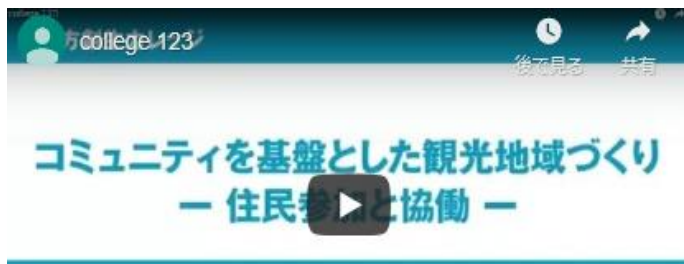 college 123
後で見る 共有
コミュニティを基盤とした観光地域づくり
ー 住民参加と協働 ー